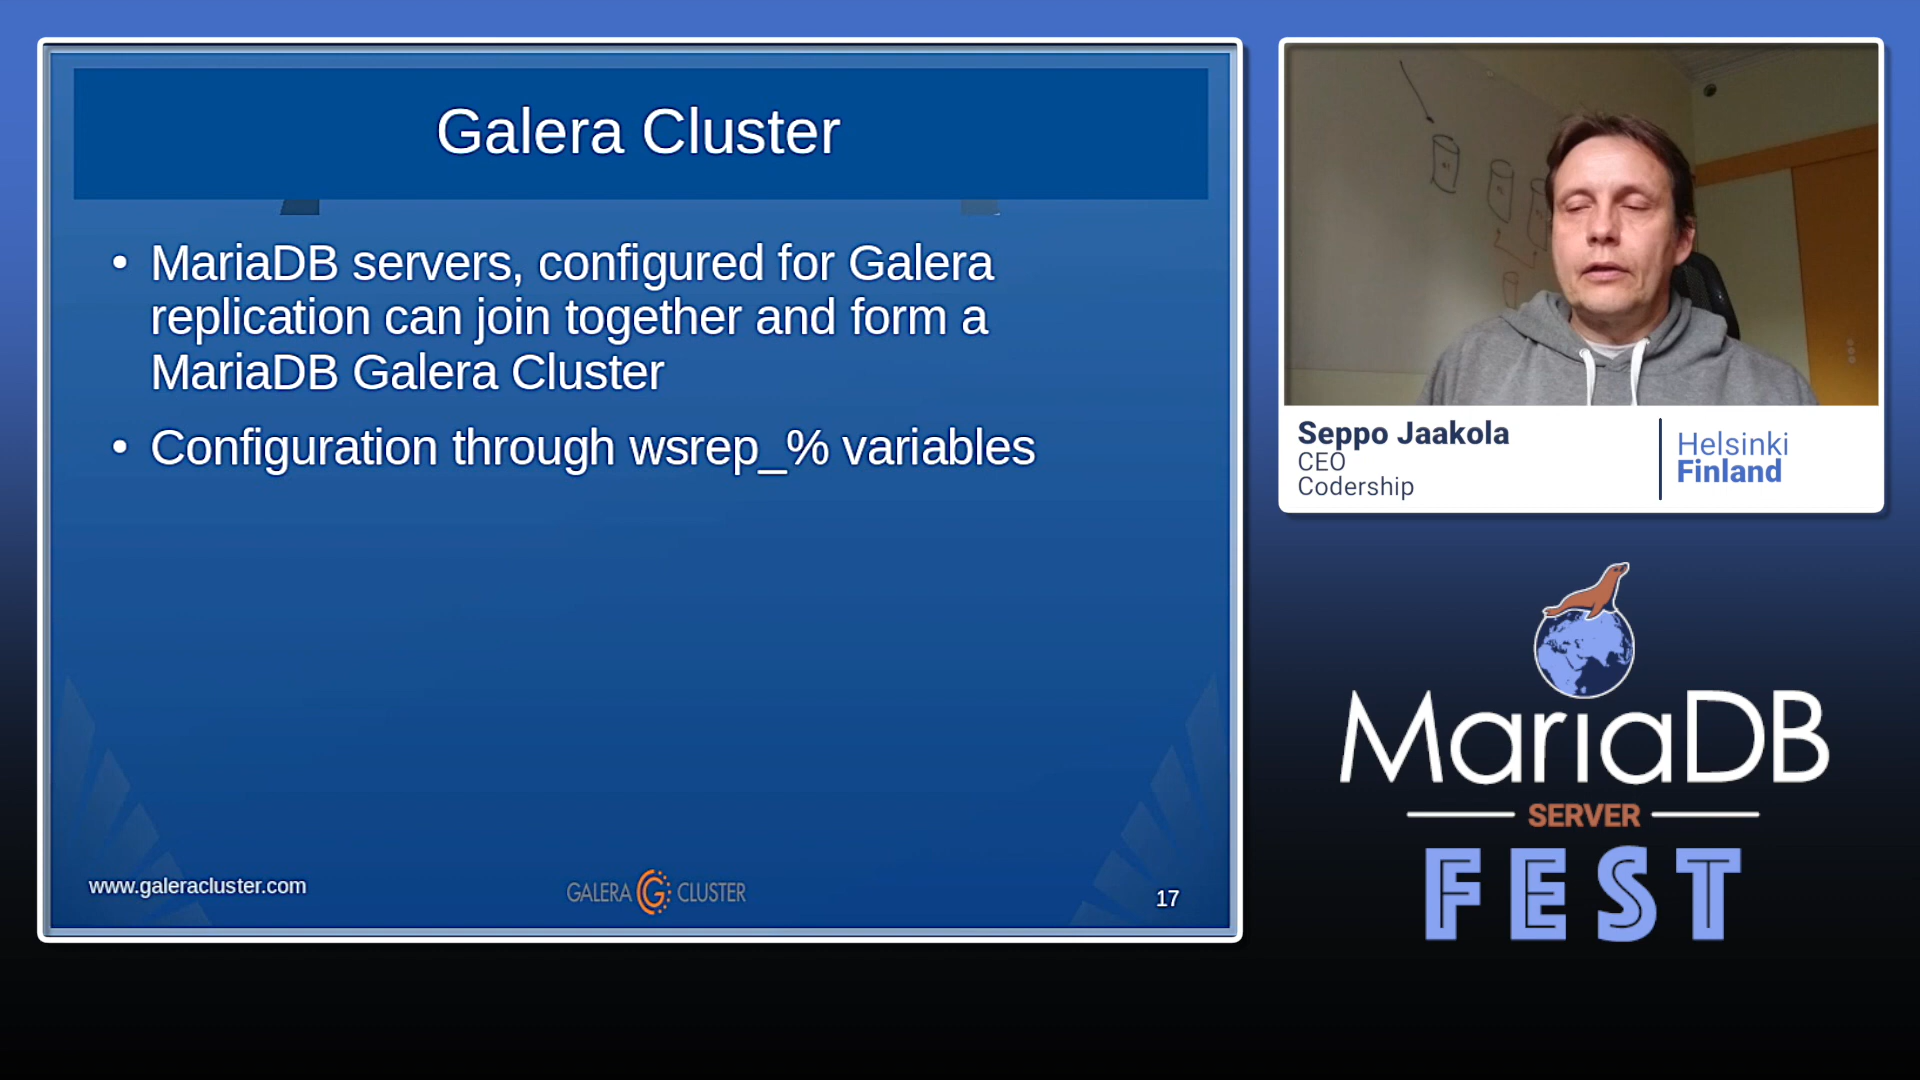 Galera Cluster
• MariaDB servers, configured for Galera
replication can join together and form a
MariaDB Galera Cluster
• Configuration through wsrep_% variables
www.galeracluster.com
GALERA CLUSTER
17
Seppo Jaakola
CEO
Codership
Helsinki
Finland
MariaDB
SERVER
FEST